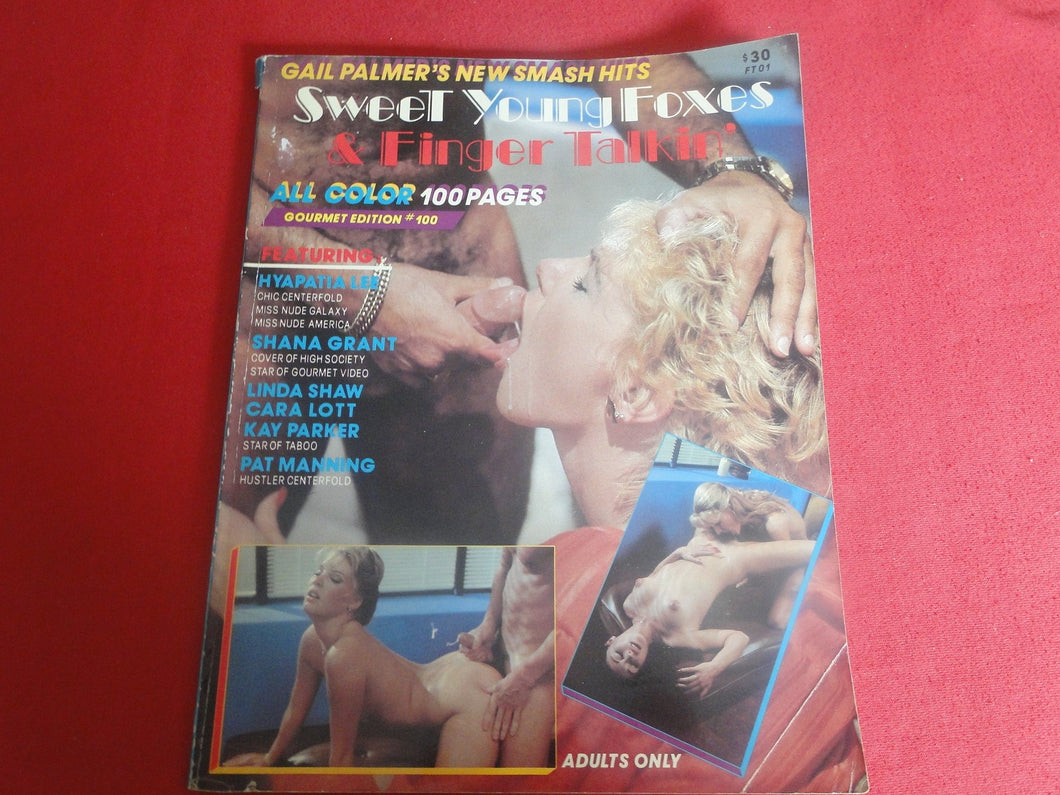 GAIL PALMER'S NEW SMASH HITS
$30
FT01
SWEET YOUNG FOXES
& FINGER TALKIN'
ALL COLOR 100 PAGES
GOURMET EDITION #100
FEATURING
HYAPATIA LEE
CHIC CENTERFOLD
MISS NUDE GALAXY
MISS NUDE AMERICA
SHANA GRANT
COVER OF HIGH SOCIETY
STAR OF GOURMET VIDEO
LINDA SHAW
CARA LOTT
KAY PARKER
STAR OF TABOO
PAT MANNING
HUSTLER CENTERFOLD
ADULTS ONLY